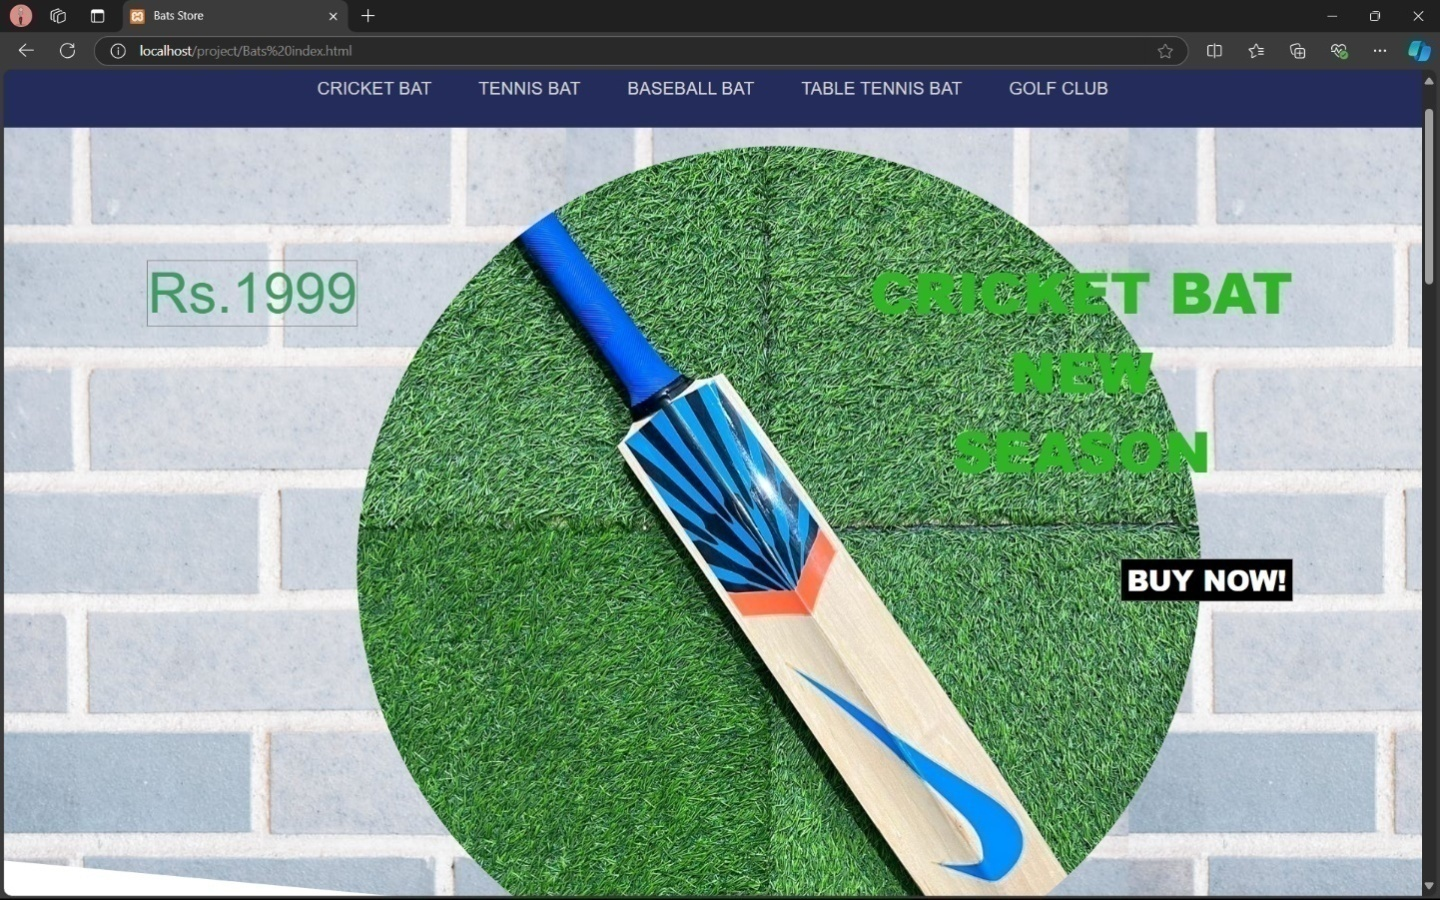 Bats Store
localhost/project/Bats%20index.html
CRICKET BAT TENNIS BAT BASEBALL BAT TABLE TENNIS BAT GOLF CLUB
Rs.1999
CRICKET BAT
NEW
SEASON
BUY NOW!